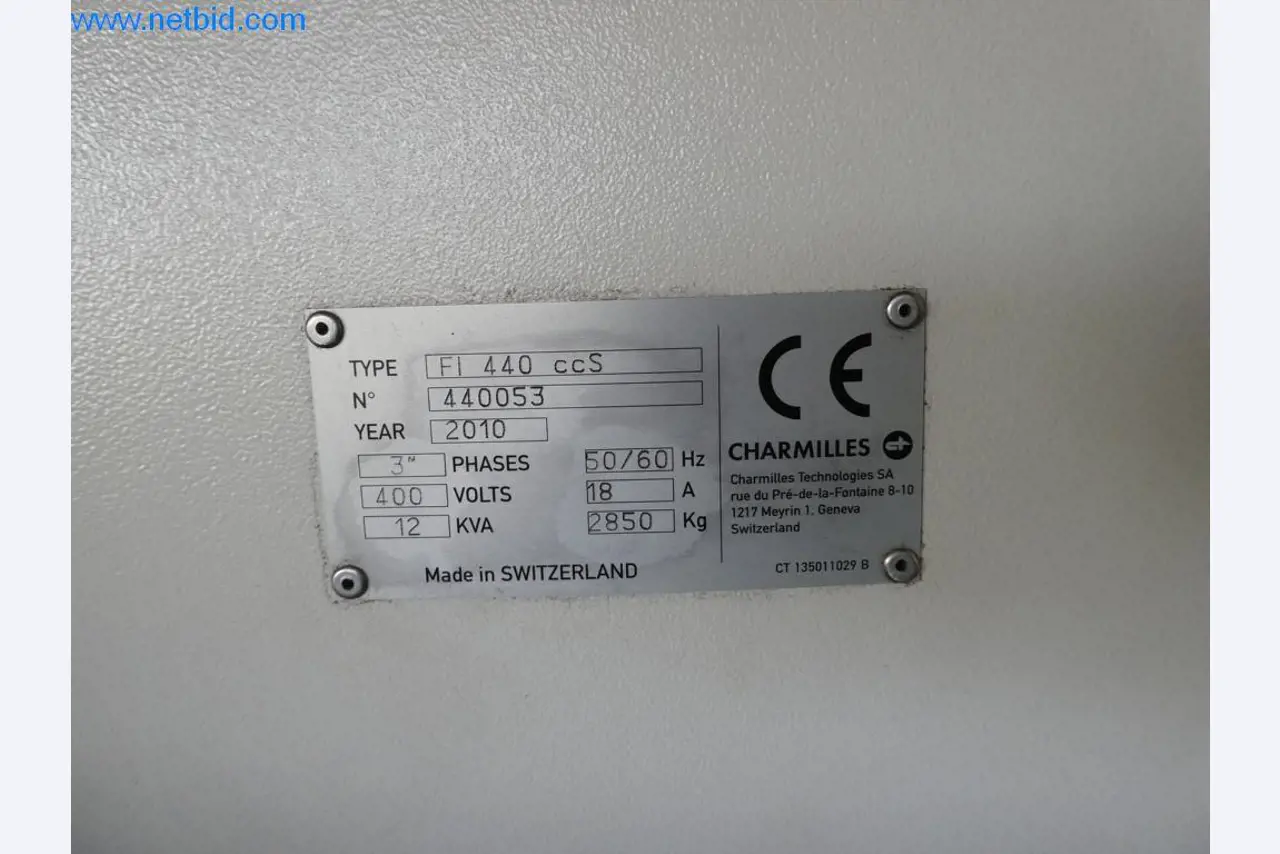 www.netbid.com
TYPE FI 440 ccS
N° 440053
YEAR 2010
3~ PHASES 50/60 Hz
400 VOLTS 18 A
12 KVA 2850 Kg
Made in SWITZERLAND
CE
CHARMILLES
Charmilles Technologies SA
rue du Pré-de-la-Fontaine 8-10
1217 Meyrin 1. Geneva
Switzerland
CT 135011029 B